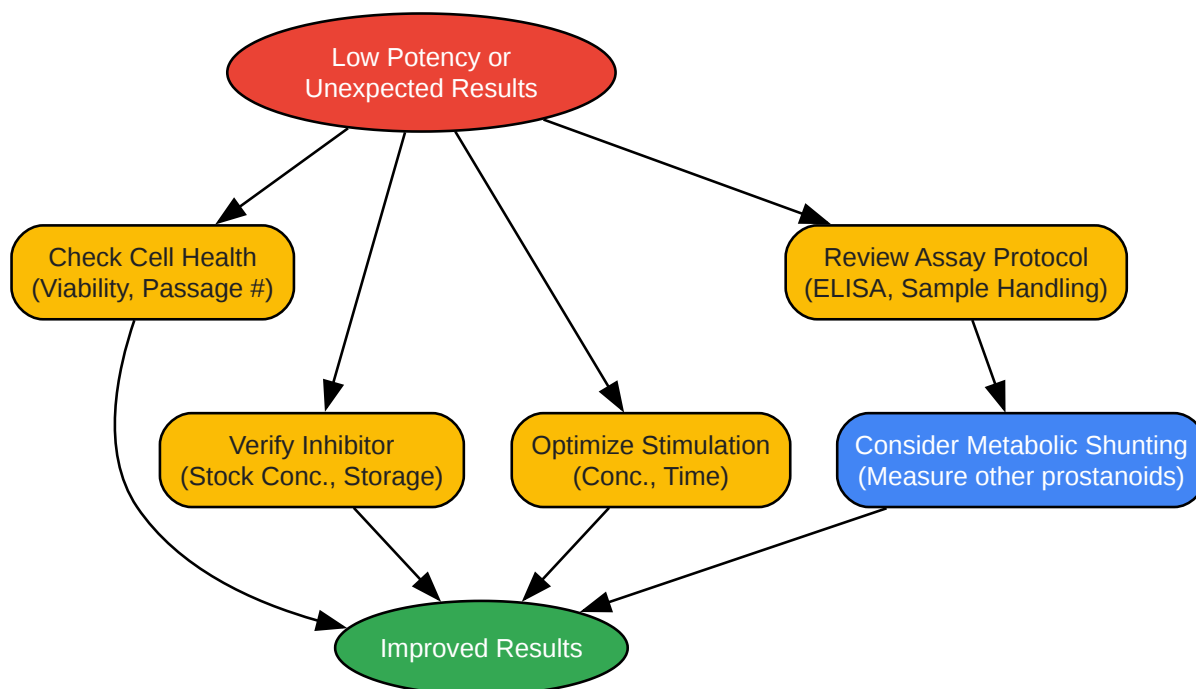 Low Potency or
Unexpected Results
Check Cell Health
(Viability, Passage #)
Review Assay Protocol
(ELISA, Sample Handling)
Verify Inhibitor
(Stock Conc., Storage)
Optimize Stimulation
(Conc., Time)
Consider Metabolic Shunting
(Measure other prostanoids)
Improved Results